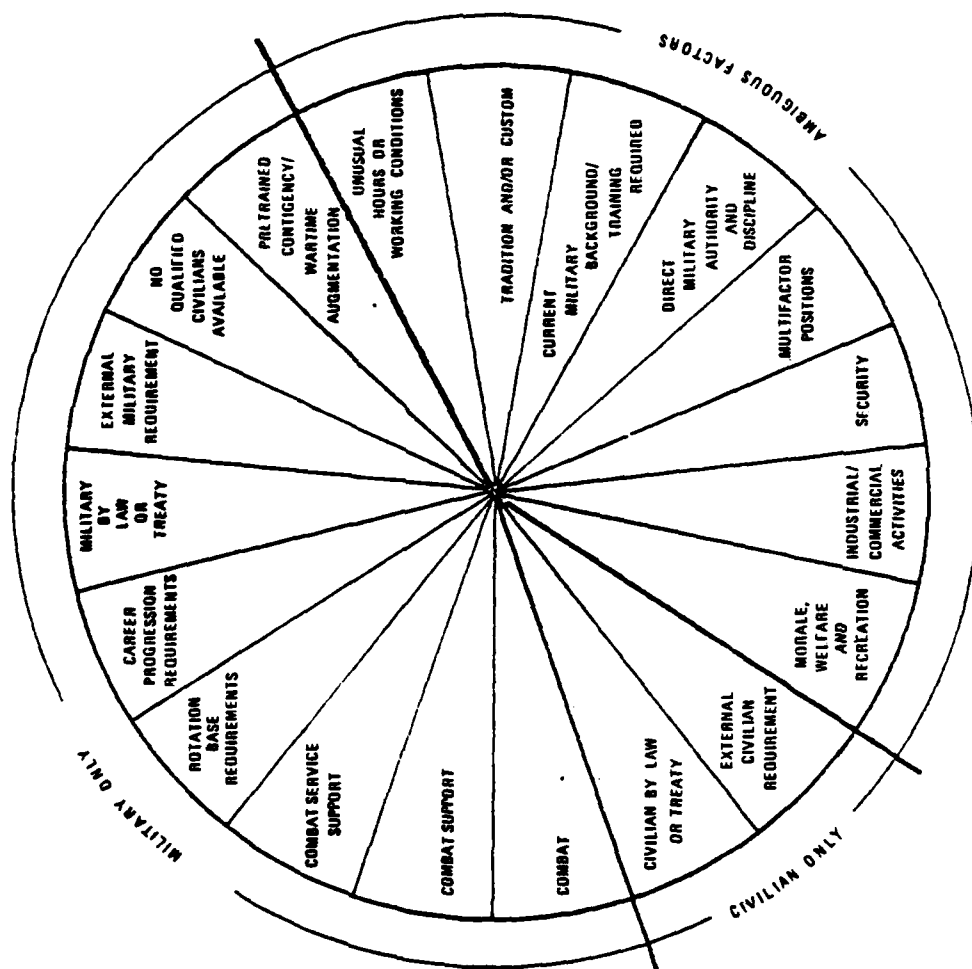 AMBIGUOUS FACTORS
MILITARY ONLY
CIVILIAN ONLY
MILITARY
BY
LAW
OR
TREATY
EXTERNAL
MILITARY
REQUIREMENT
NO
QUALIFIED
CIVILIANS
AVAILABLE
PRETRAINED
CONTIGENCY/
WARTIME
AUGMENTATION
UNUSUAL
HOURS OR
WORKING CONDITIONS
TRADITION AND/OR CUSTOM
CURRENT
MILITARY
BACKGROUND/
TRAINING
REQUIRED
DIRECT
MILITARY
AUTHORITY
AND
DISCIPLINE
MULTIFACTOR
POSITIONS
SECURITY
INDUSTRIAL/
COMMERCIAL
ACTIVITIES
MORALE,
WELFARE
AND
RECREATION
EXTERNAL
CIVILIAN
REQUIREMENT
CIVILIAN BY LAW
OR TREATY
COMBAT
COMBAT SUPPORT
COMBAT SERVICE
SUPPORT
ROTATION
BASE
REQUIREMENTS
CAREER
PROGRESSION
REQUIREMENTS